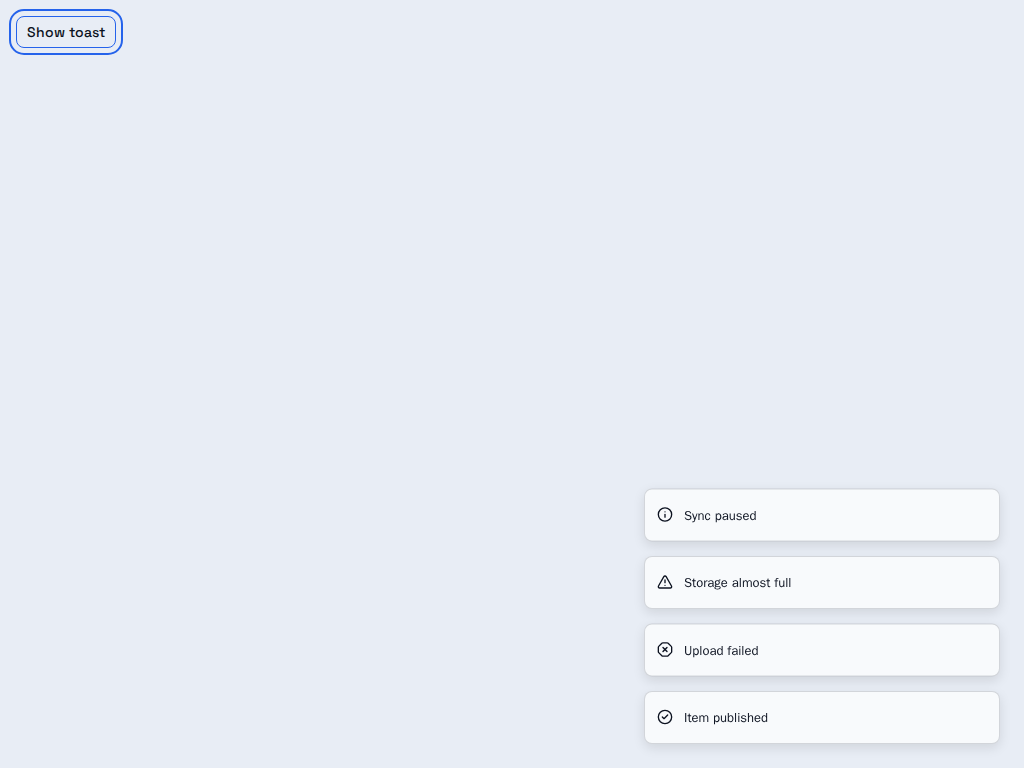 Show toast
Sync paused
Storage almost full
Upload failed
Item published